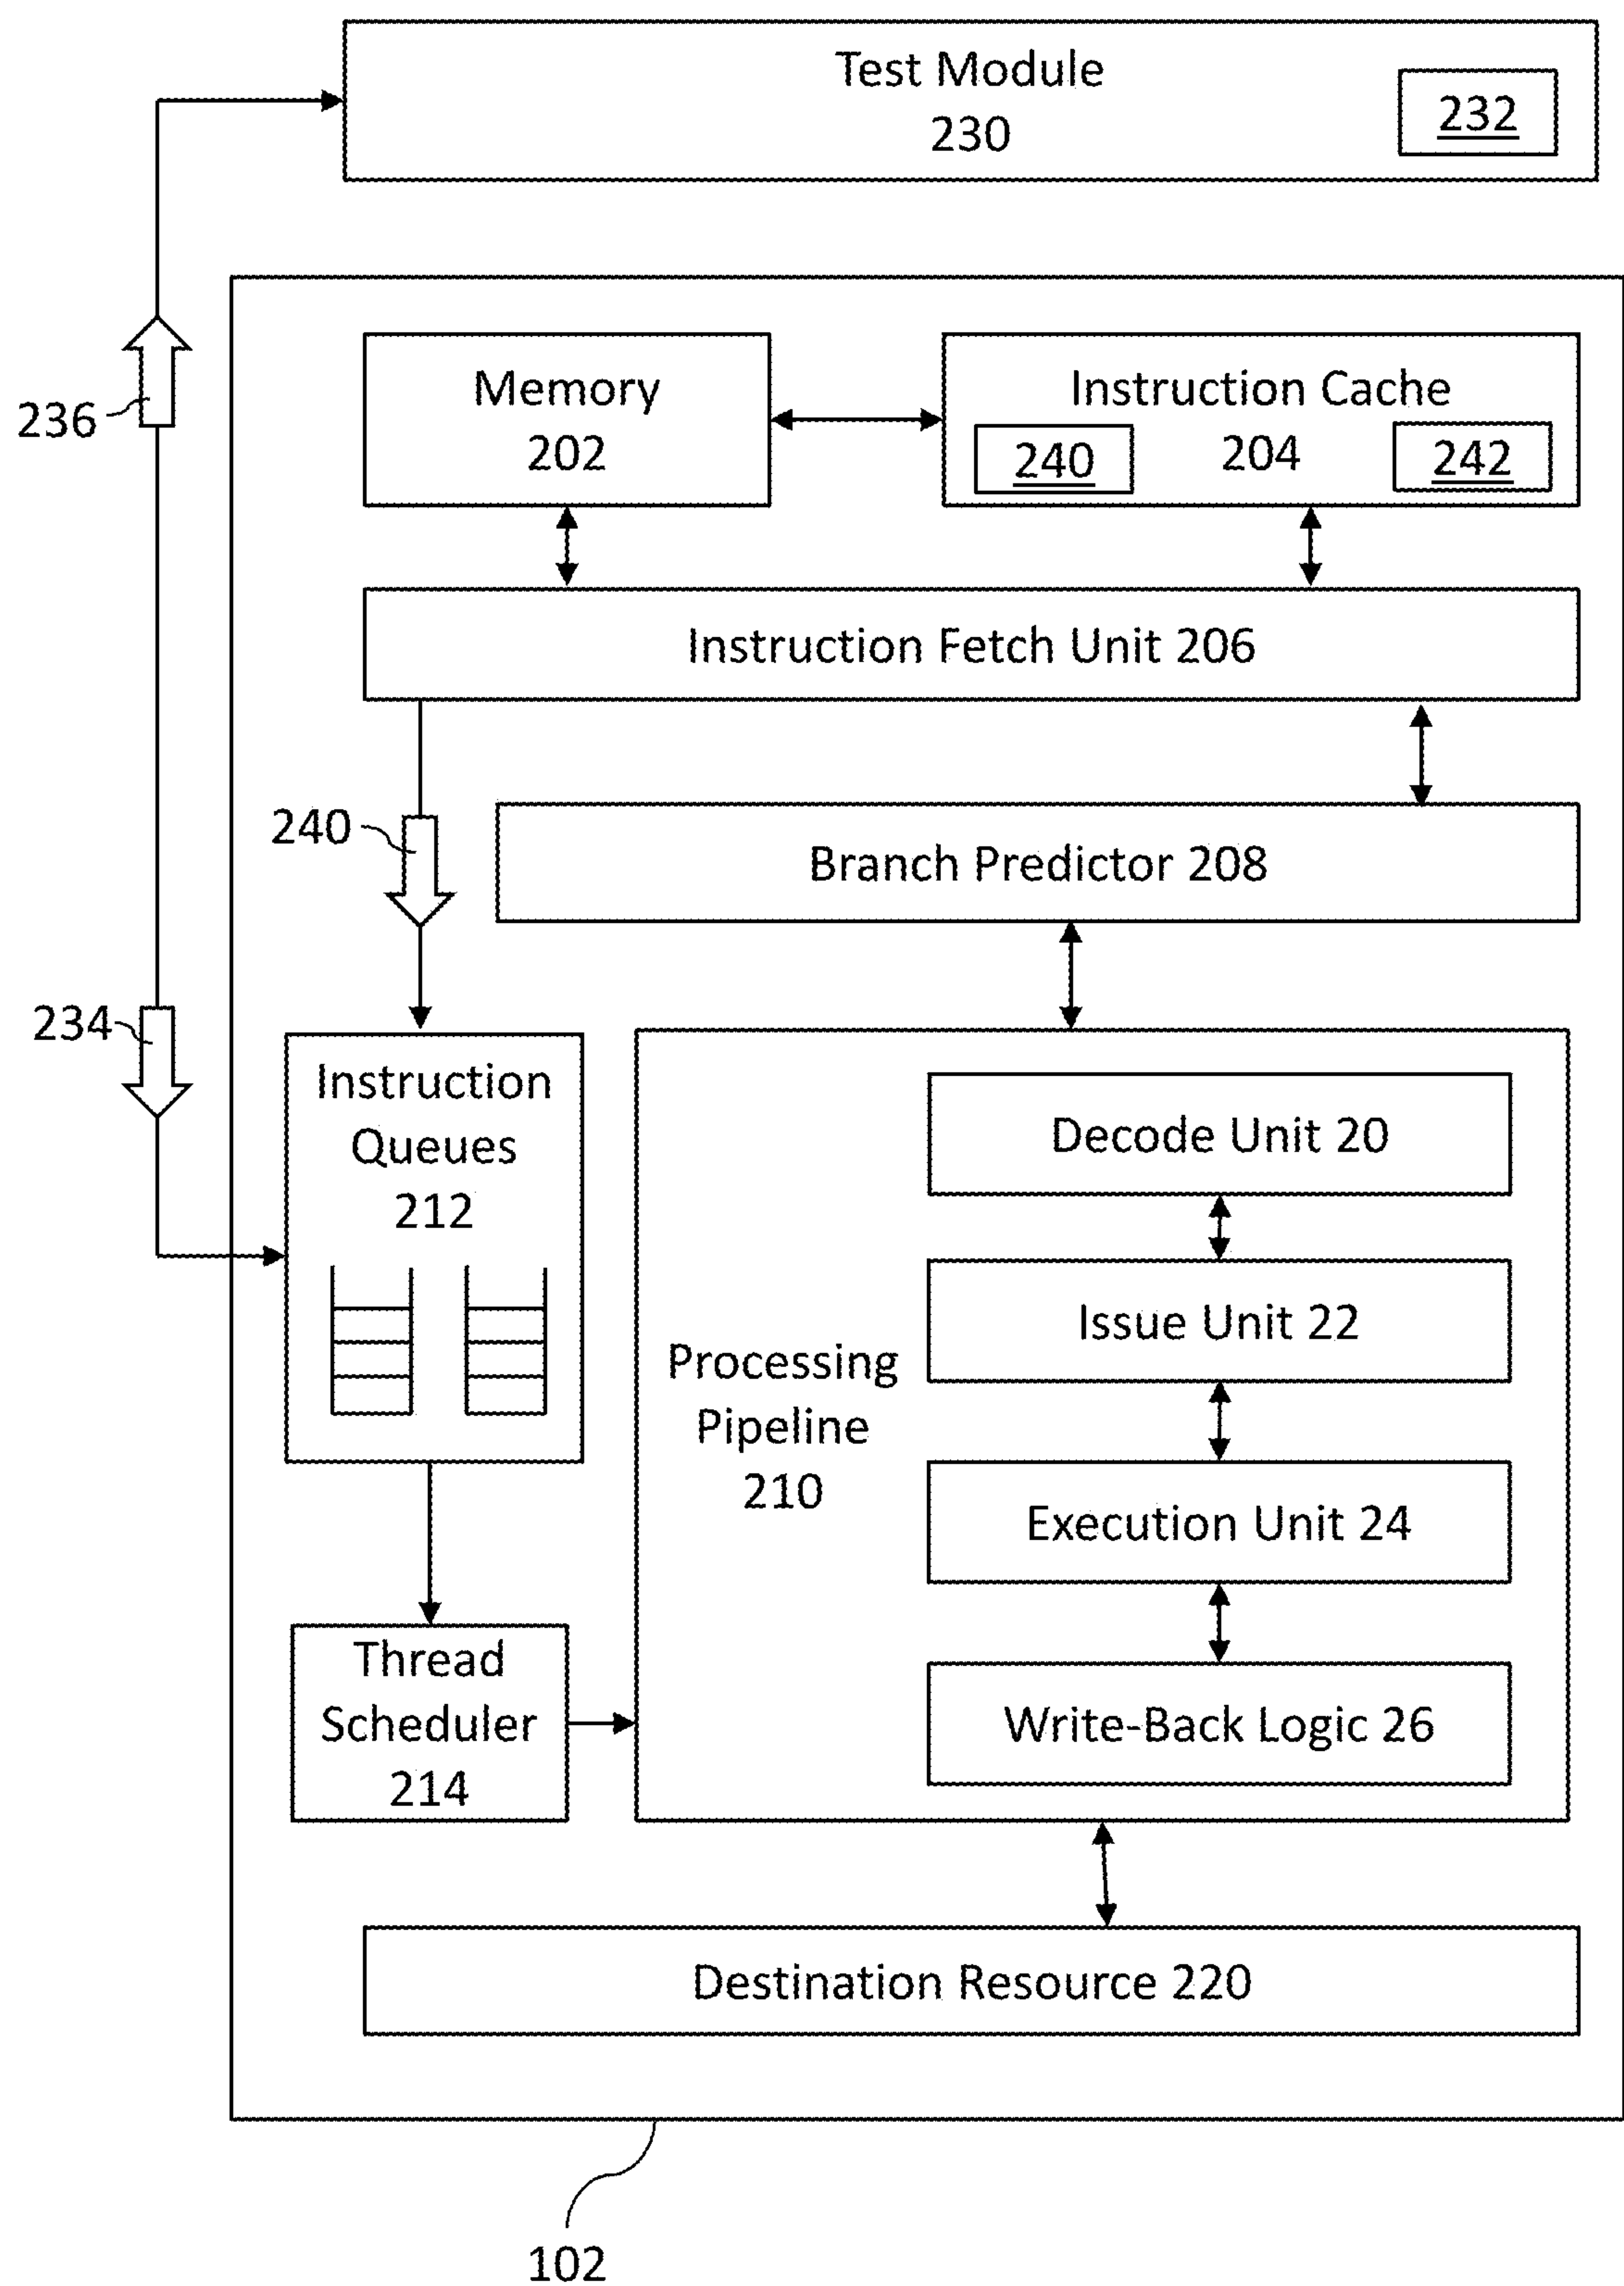 Test Module
230
232
Memory
202
Instruction Cache
204
240
242
236
Instruction Fetch Unit 206
240
Branch Predictor 208
234
Instruction
Queues
212
Processing
Pipeline
210
Decode Unit 20
Issue Unit 22
Execution Unit 24
Write-Back Logic 26
Thread
Scheduler
214
Destination Resource 220
102